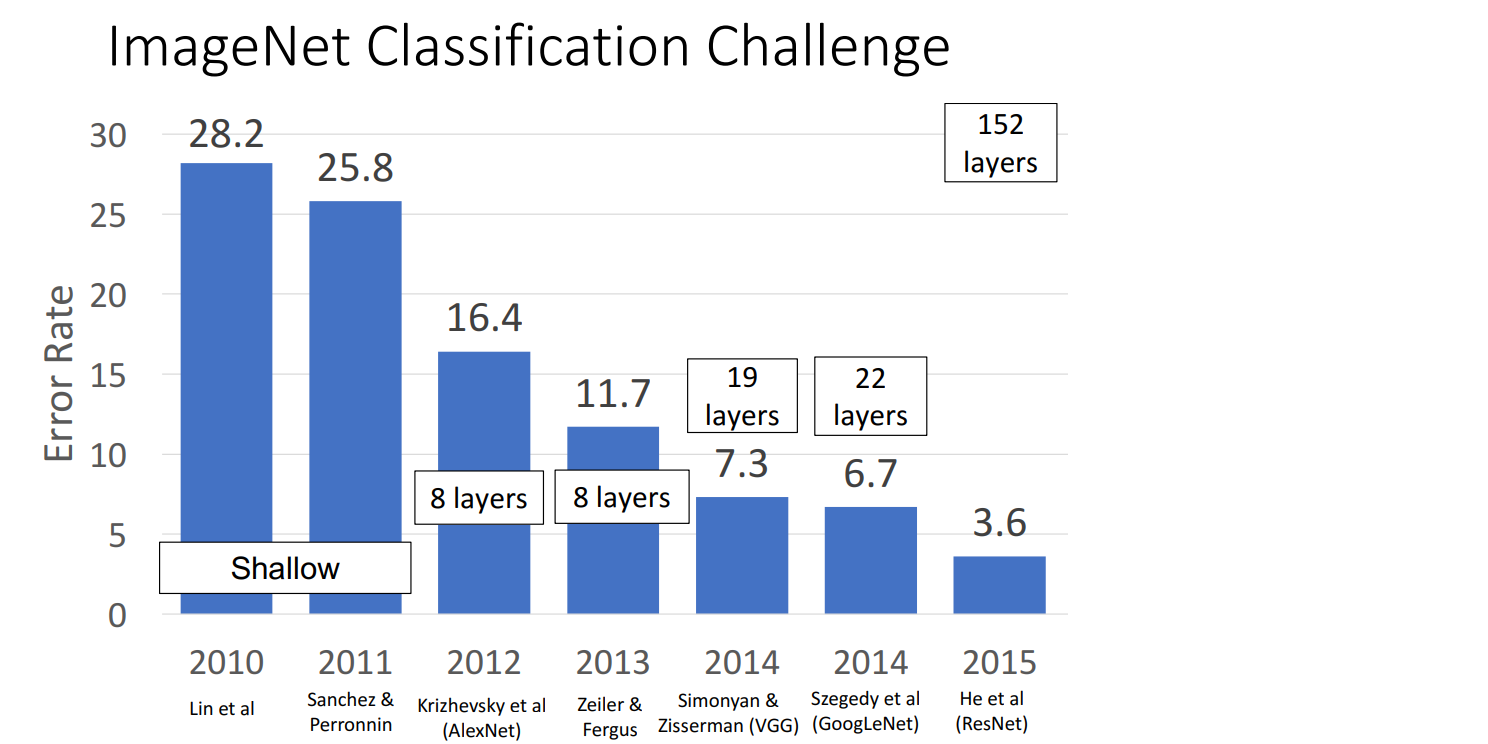 ImageNet Classification Challenge
Error Rate
30
25
20
15
10
5
0
28.2
25.8
16.4
11.7
7.3
6.7
3.6
Shallow
8 layers
8 layers
19
layers
22
layers
152
layers
2010
Lin et al
2011
Sanchez &
Perronnin
2012
Krizhevsky et al
(AlexNet)
2013
Zeiler &
Fergus
2014
Simonyan &
Zisserman (VGG)
2014
Szegedy et al
(GoogLeNet)
2015
He et al
(ResNet)